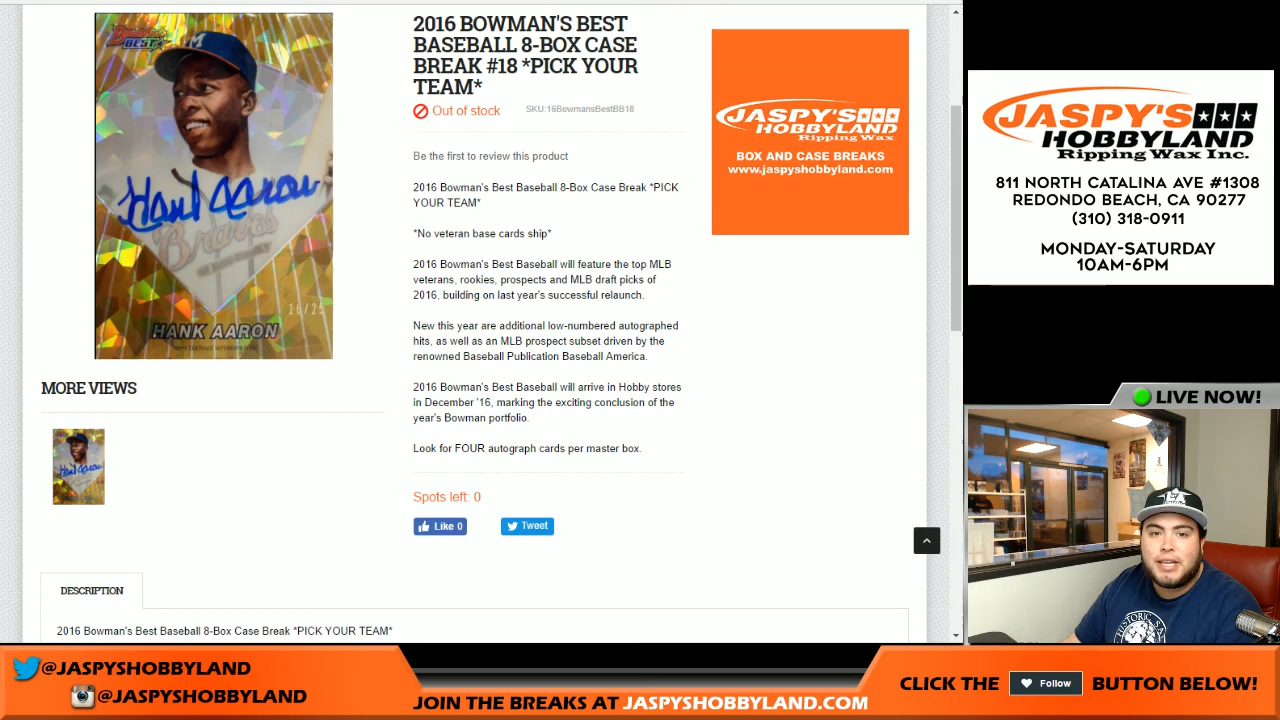 2016 BOWMAN'S BEST
BASEBALL 8-BOX CASE
BREAK #18 *PICK YOUR
TEAM*
Out of stock
SKU:16BowmansBestBB18
Be the first to review this product
2016 Bowman's Best Baseball 8-Box Case Break *PICK
YOUR TEAM*
*No veteran base cards ship*
2016 Bowman's Best Baseball will feature the top MLB
veterans, rookies, prospects and MLB draft picks of
2016, building on last year's successful relaunch.
New this year are additional low-numbered autographed
hits, as well as an MLB prospect subset driven by the
renowned Baseball Publication Baseball America.
2016 Bowman's Best Baseball will arrive in Hobby stores
in December '16, marking the exciting conclusion of the
year's Bowman portfolio.
Look for FOUR autograph cards per master box.
Spots left: 0
Like 0
Tweet
BEST
Hank Aaron
Braves
18/25
HANK AARON
MORE VIEWS
DESCRIPTION
2016 Bowman's Best Baseball 8-Box Case Break *PICK YOUR TEAM*
JASPY'S
HOBBYLAND
Ripping Wax
BOX AND CASE BREAKS
www.jaspyshobbyland.com
JASPY'S
HOBBYLAND
Ripping Wax Inc.
811 NORTH CATALINA AVE #1308
REDONDO BEACH, CA 90277
(310) 318-0911
MONDAY-SATURDAY
10AM-6PM
LIVE NOW!
@JASPYSHOBBYLAND
@JASPYSHOBBYLAND
JOIN THE BREAKS AT JASPYSHOBBYLAND.COM
CLICK THE Follow BUTTON BELOW!